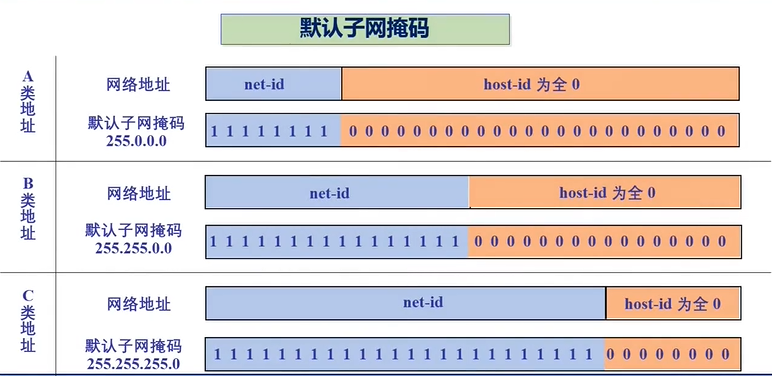 默认子网掩码
A类地址
网络地址
net-id
host-id 为全 0
默认子网掩码
255.0.0.0
1 1 1 1 1 1 1 1 0 0 0 0 0 0 0 0 0 0 0 0 0 0 0 0 0 0 0 0 0 0 0 0
B类地址
网络地址
net-id
host-id 为全 0
默认子网掩码
255.255.0.0
1 1 1 1 1 1 1 1 1 1 1 1 1 1 1 1 0 0 0 0 0 0 0 0 0 0 0 0 0 0 0 0
C类地址
网络地址
net-id
host-id 为全 0
默认子网掩码
255.255.255.0
1 1 1 1 1 1 1 1 1 1 1 1 1 1 1 1 1 1 1 1 1 1 1 1 0 0 0 0 0 0 0 0